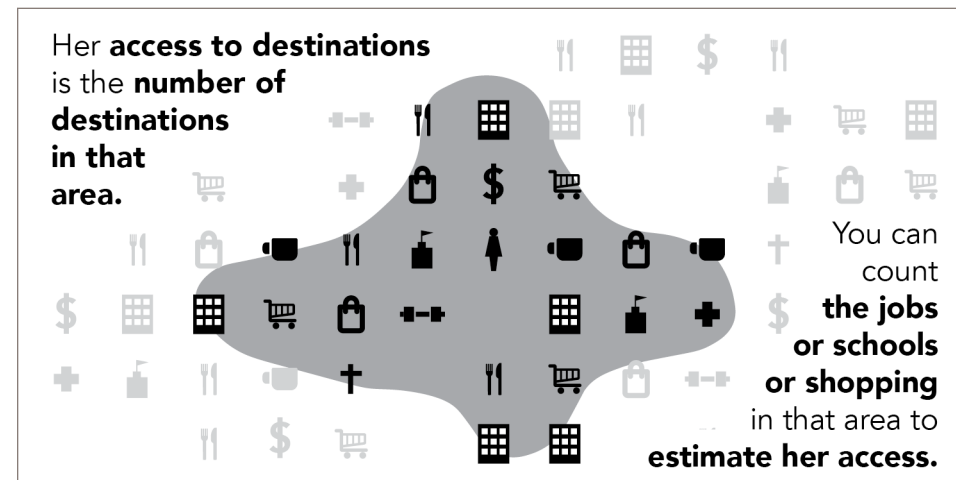 Her access to destinations
is the number of
destinations
in that
area.
You can
count
the jobs
or schools
or shopping
in that area to
estimate her access.